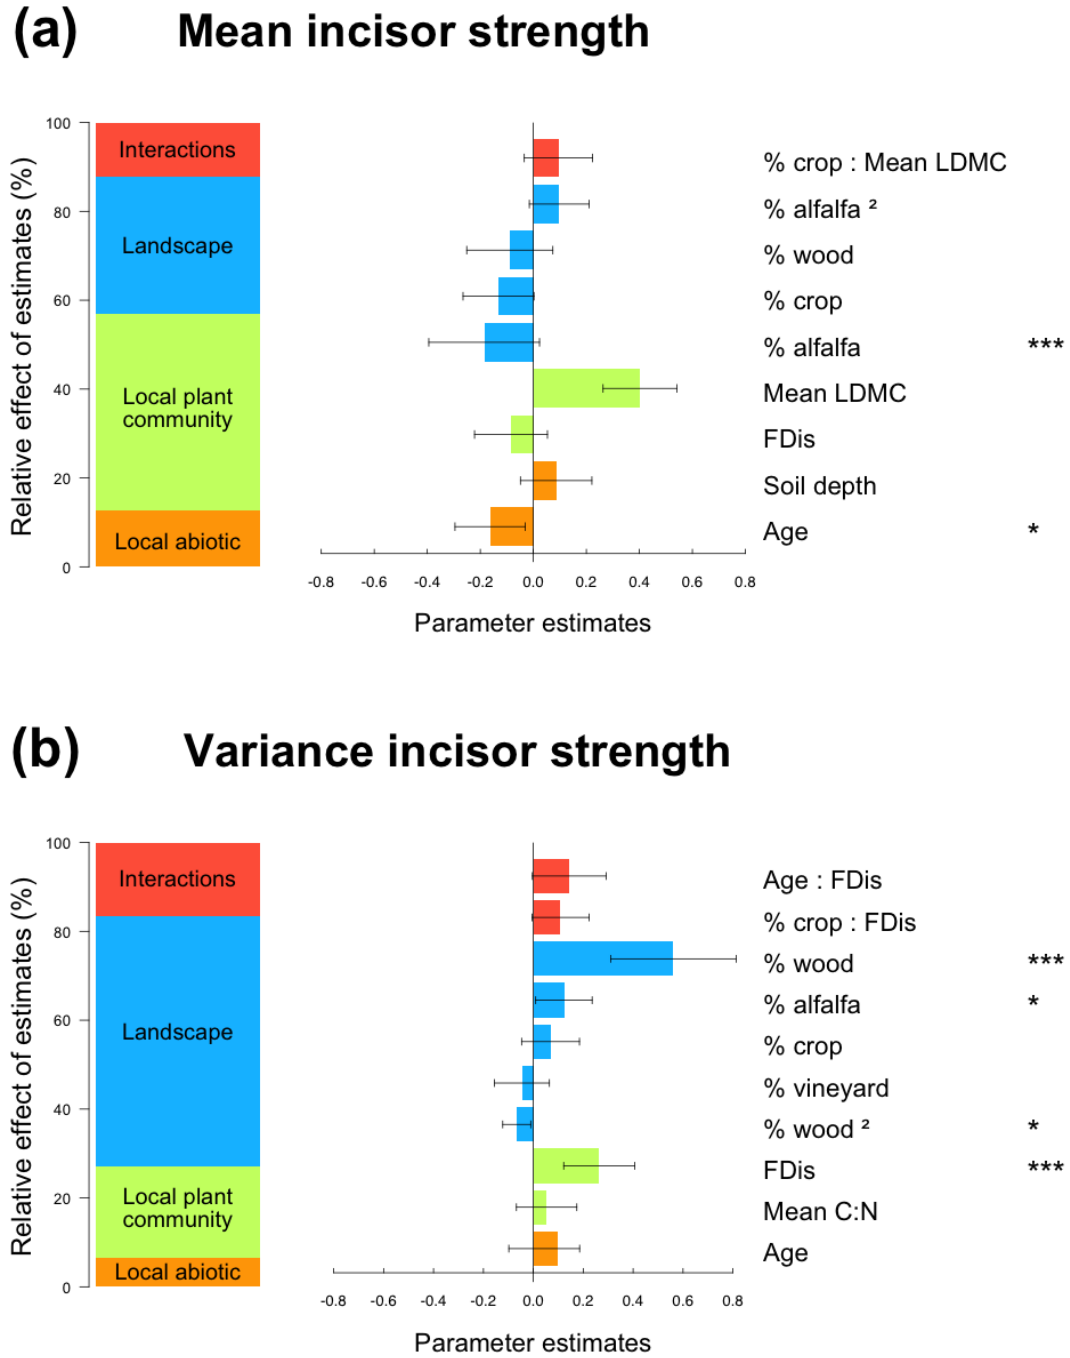 (a) Mean incisor strength
Relative effect of estimates (%)
100
80
60
40
20
0
Interactions
Landscape
Local plant
community
Local abiotic
% crop : Mean LDMC
% alfalfa ²
% wood
% crop
% alfalfa ***
Mean LDMC
FDis
Soil depth
Age *
-0.8 -0.6 -0.4 -0.2 0.0 0.2 0.4 0.6 0.8
Parameter estimates
(b) Variance incisor strength
Relative effect of estimates (%)
100
80
60
40
20
0
Interactions
Landscape
Local plant
community
Local abiotic
Age : FDis
% crop : FDis
% wood ***
% alfalfa *
% crop
% vineyard
% wood ² *
FDis ***
Mean C:N
Age
-0.8 -0.6 -0.4 -0.2 0.0 0.2 0.4 0.6 0.8
Parameter estimates